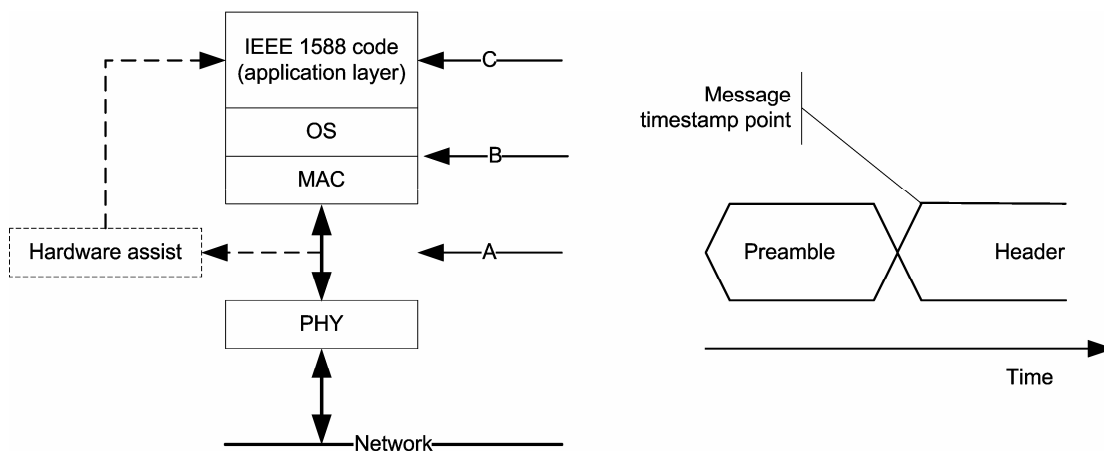 IEEE 1588 code
(application layer)
C
OS
B
MAC
Hardware assist
A
PHY
Network
Message
timestamp point
Preamble
Header
Time